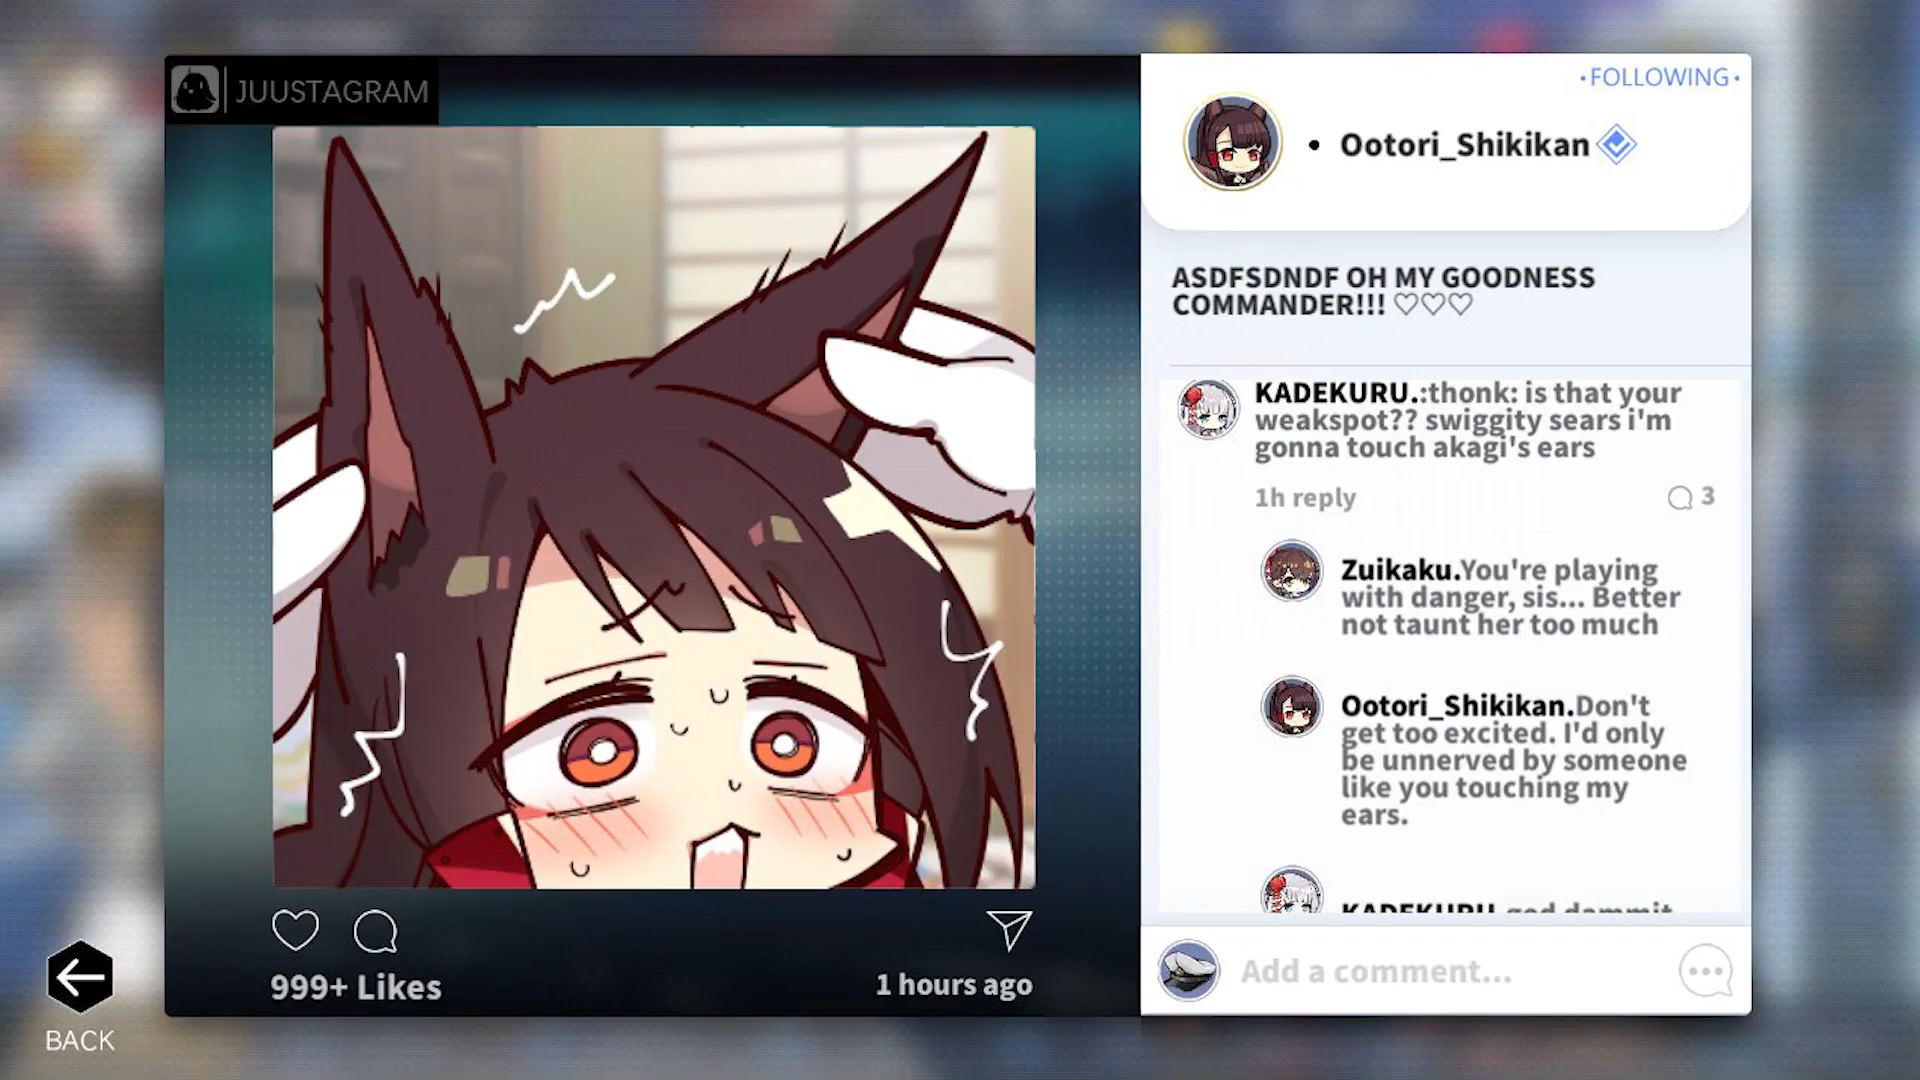 JUUSTAGRAM
•FOLLOWING•
• Ootori_Shikikan
ASDFSDNDF OH MY GOODNESS
COMMANDER!!! ♡♡♡
KADEKURU.:thonk: is that your
weakspot?? swiggity sears i'm
gonna touch akagi's ears
1h reply
3
Zuikaku.You're playing
with danger, sis... Better
not taunt her too much
Ootori_Shikikan.Don't
get too excited. I'd only
be unnerved by someone
like you touching my
ears.
KADEKURU.god dammit
Add a comment...
999+ Likes
1 hours ago
BACK